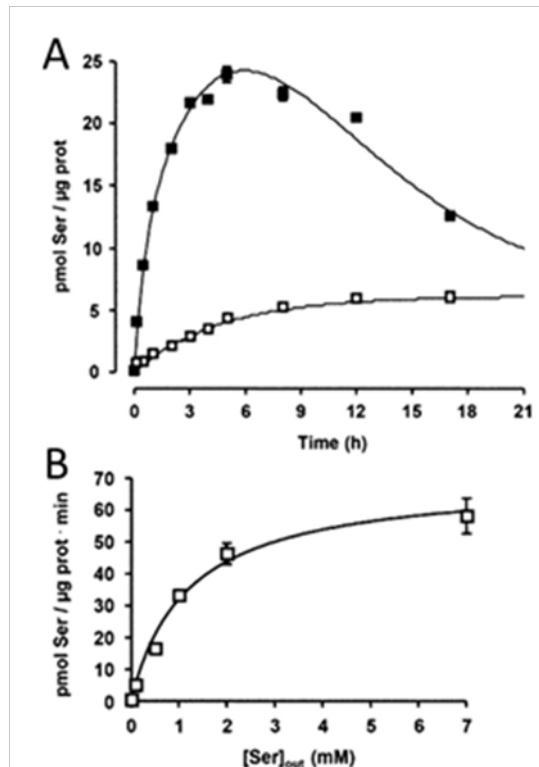 A
25
20
15
10
5
0
pmol Ser / µg prot
0 3 6 9 12 15 18 21
Time (h)
B
70
60
50
40
30
20
10
0
pmol Ser / µg prot · min
0 1 2 3 4 5 6 7
[Ser]out (mM)